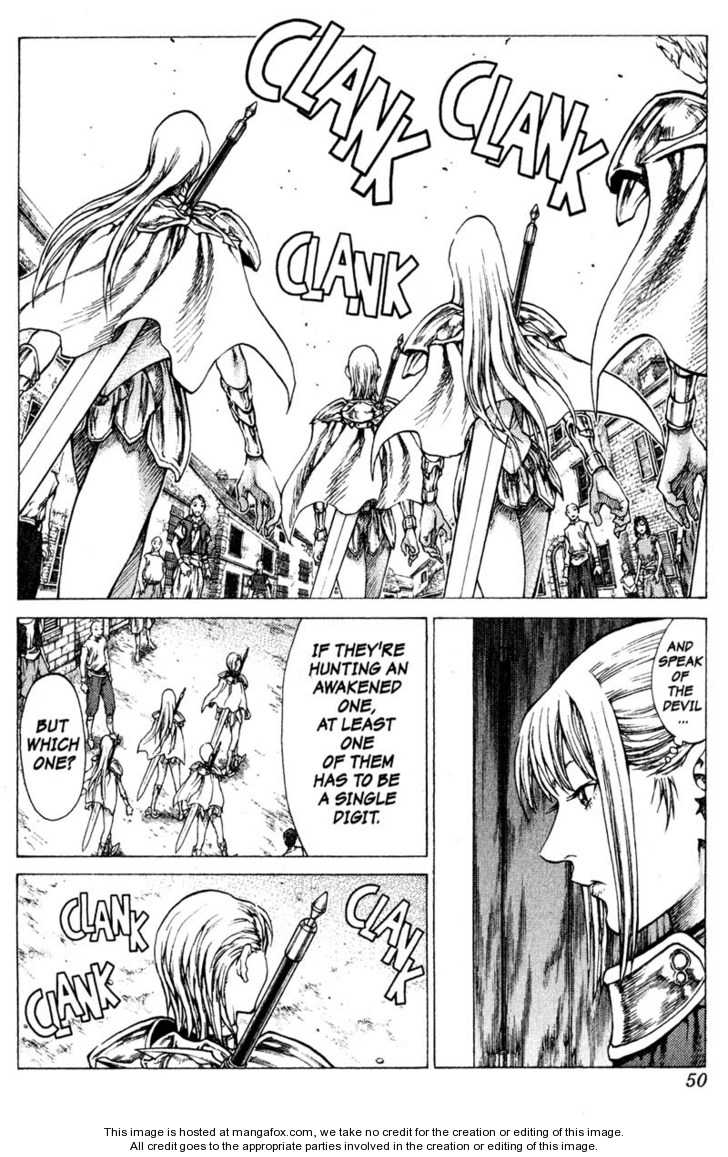 CLANK
CLANK
CLANK
AND
SPEAK
OF
THE
DEVIL
...
IF THEY'RE
HUNTING AN
AWAKENED
ONE,
AT LEAST
ONE
OF THEM
HAS TO BE
A SINGLE
DIGIT.
BUT
WHICH
ONE?
CLANK
CLANK
CLANK
50
This image is hosted at mangafox.com, we take no credit for the creation or editing of this image.
All credit goes to the appropriate parties involved in the creation or editing of this image.